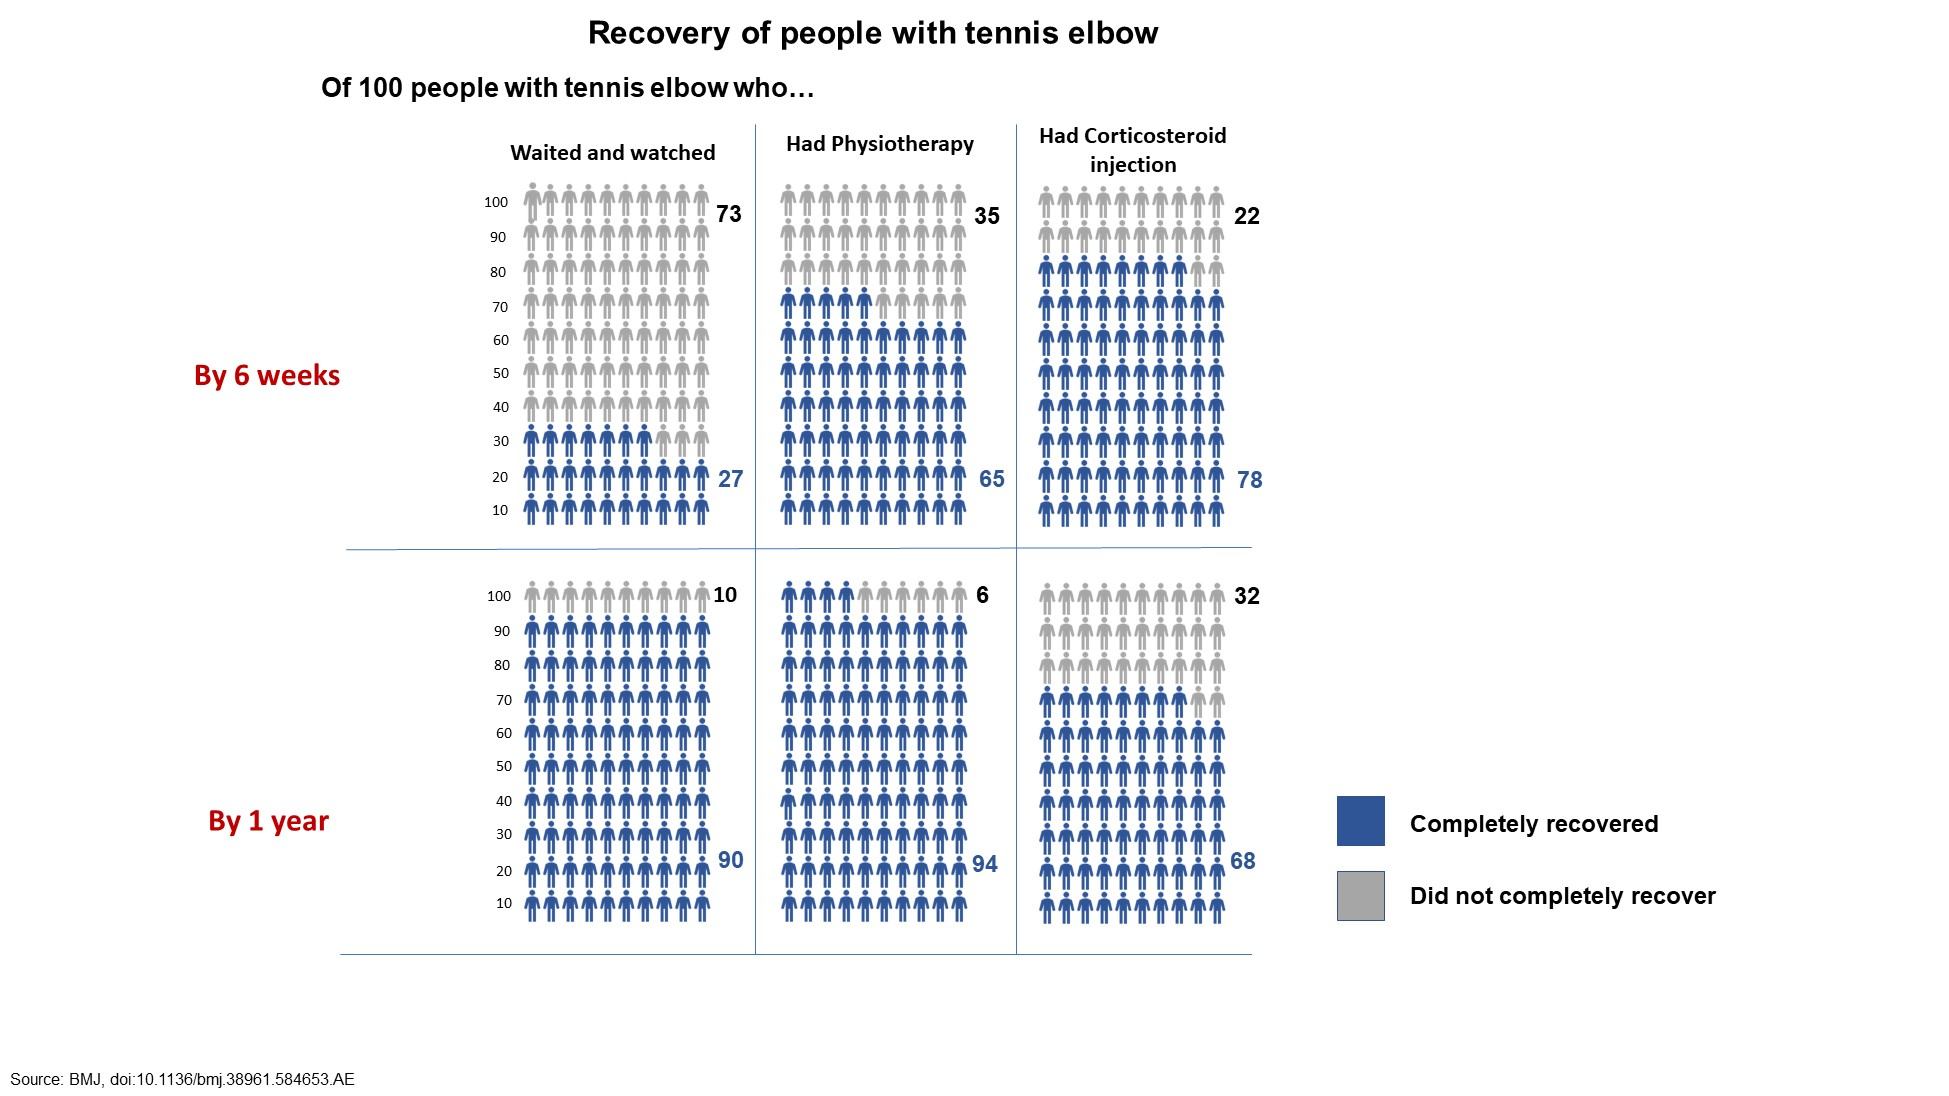 Recovery of people with tennis elbow
Of 100 people with tennis elbow who…
Waited and watched
Had Physiotherapy
Had Corticosteroid
injection
By 6 weeks
100
90
80
70
60
50
40
30
20
10
73
27
35
65
22
78
By 1 year
100
90
80
70
60
50
40
30
20
10
10
90
6
94
32
68
Completely recovered
Did not completely recover
Source: BMJ, doi:10.1136/bmj.38961.584653.AE